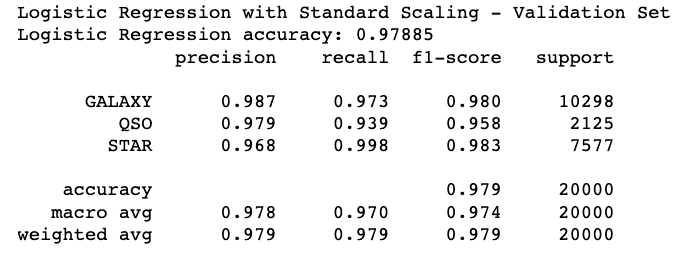 Logistic Regression with Standard Scaling - Validation Set
Logistic Regression accuracy: 0.97885
precision recall f1-score support
GALAXY 0.987 0.973 0.980 10298
QSO 0.979 0.939 0.958 2125
STAR 0.968 0.998 0.983 7577
accuracy 0.979 20000
macro avg 0.978 0.970 0.974 20000
weighted avg 0.979 0.979 0.979 20000